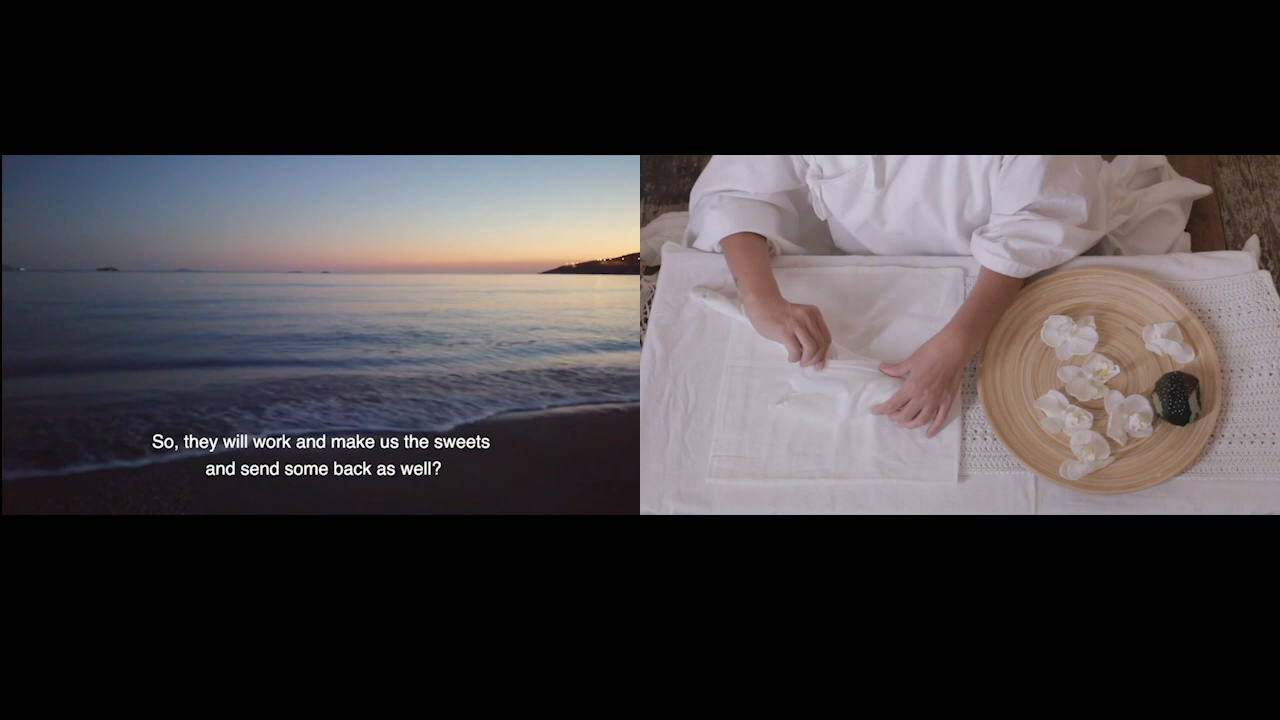 So, they will work and make us the sweets
and send some back as well?